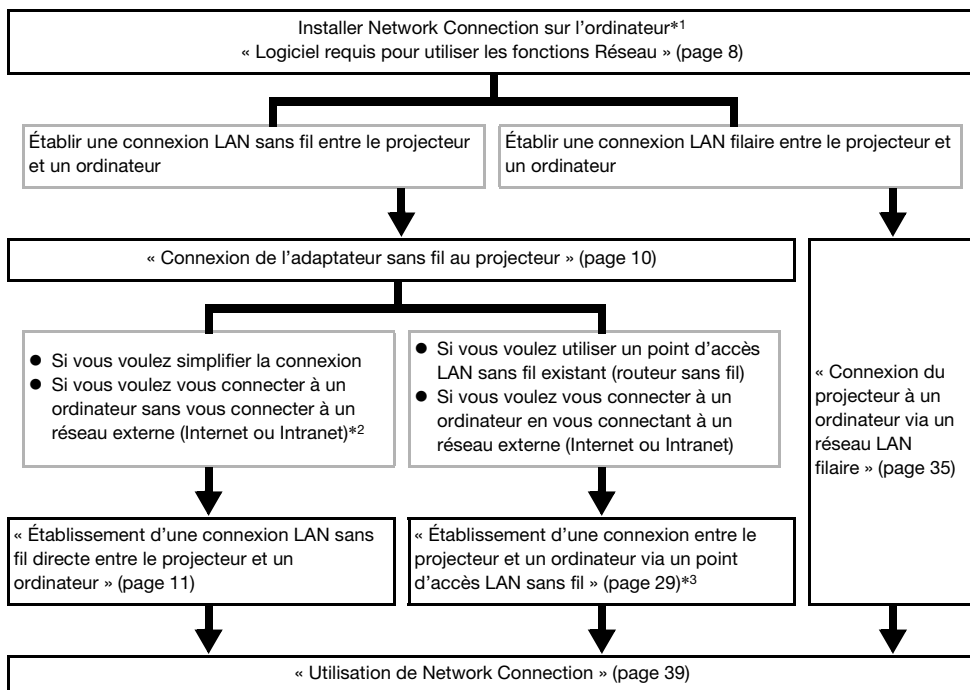 Installer Network Connection sur l'ordinateur*1
« Logiciel requis pour utiliser les fonctions Réseau » (page 8)
Établir une connexion LAN sans fil entre le projecteur
et un ordinateur
Établir une connexion LAN filaire entre le projecteur et
un ordinateur
« Connexion de l'adaptateur sans fil au projecteur » (page 10)
● Si vous voulez simplifier la connexion
● Si vous voulez vous connecter à un
ordinateur sans vous connecter à un
réseau externe (Internet ou Intranet)*2
● Si vous voulez utiliser un point d'accès
LAN sans fil existant (routeur sans fil)
● Si vous voulez vous connecter à un
ordinateur en vous connectant à un
réseau externe (Internet ou Intranet)
« Connexion du
projecteur à un
ordinateur via un
réseau LAN
filaire » (page 35)
« Établissement d'une connexion LAN sans
fil directe entre le projecteur et un
ordinateur » (page 11)
« Établissement d'une connexion entre le
projecteur et un ordinateur via un point
d'accès LAN sans fil » (page 29)*3
« Utilisation de Network Connection » (page 39)